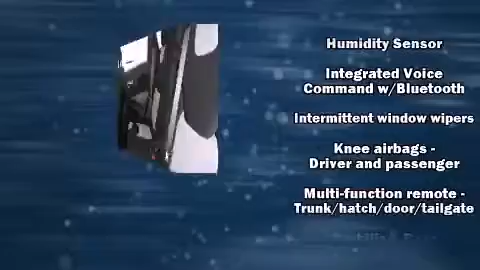 Humidity Sensor
Integrated Voice
Command w/Bluetooth
Intermittent window wipers
Knee airbags -
Driver and passenger
Multi-function remote -
Trunk/hatch/door/tailgate